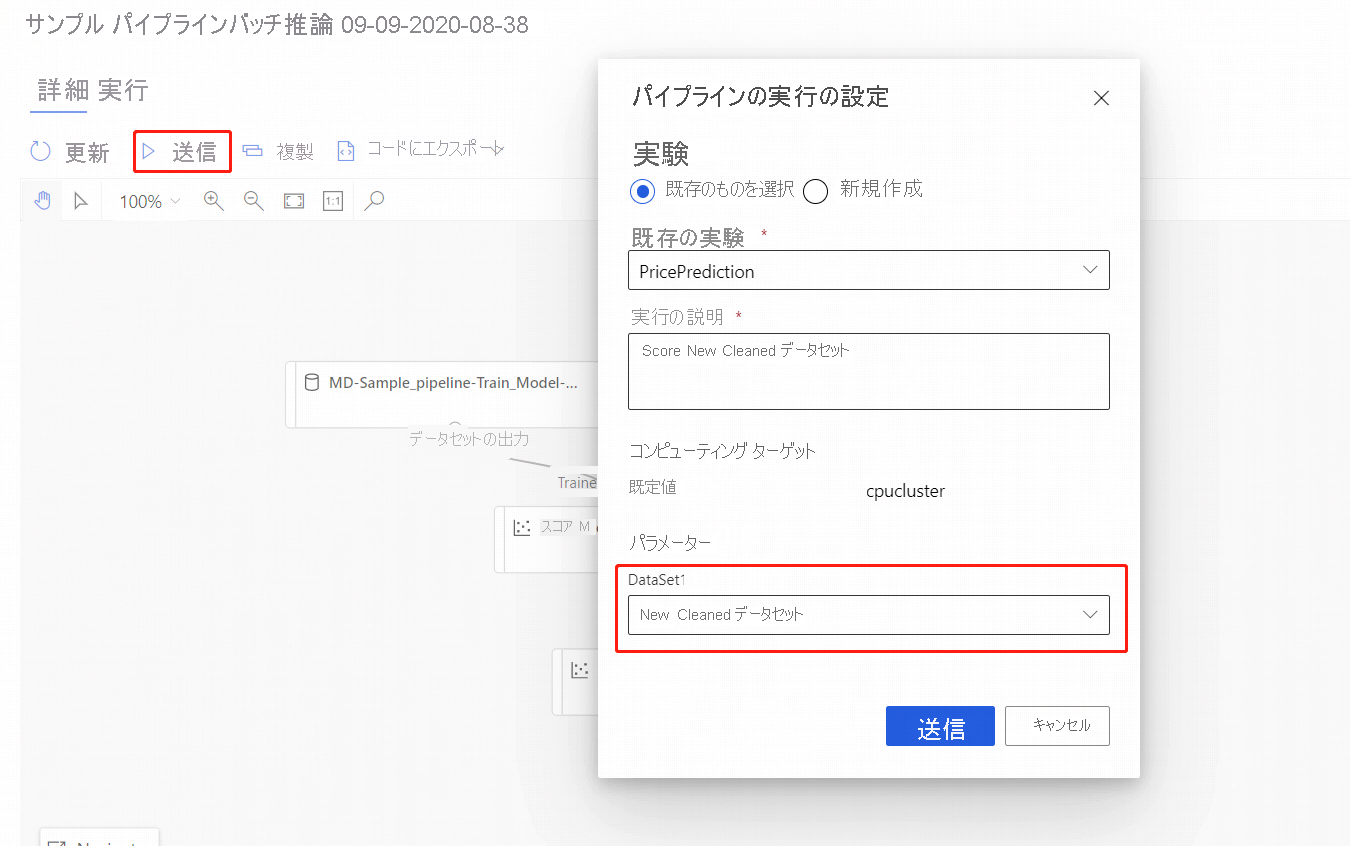 サンプル パイプラインバッチ推論 09-09-2020-08-38
詳細 実行
更新 送信 複製 コードにエクスポート
100% 1:1
MD-Sample_pipeline-Train_Model-...
データセットの出力
Traine
スコア M
パイプラインの実行の設定
実験
既存のものを選択 新規作成
既存の実験 *
PricePrediction
実行の説明 *
Score New Cleaned データセット
コンピューティング ターゲット
既定値 cpucluster
パラメーター
DataSet1
New Cleaned データセット
送信 キャンセル